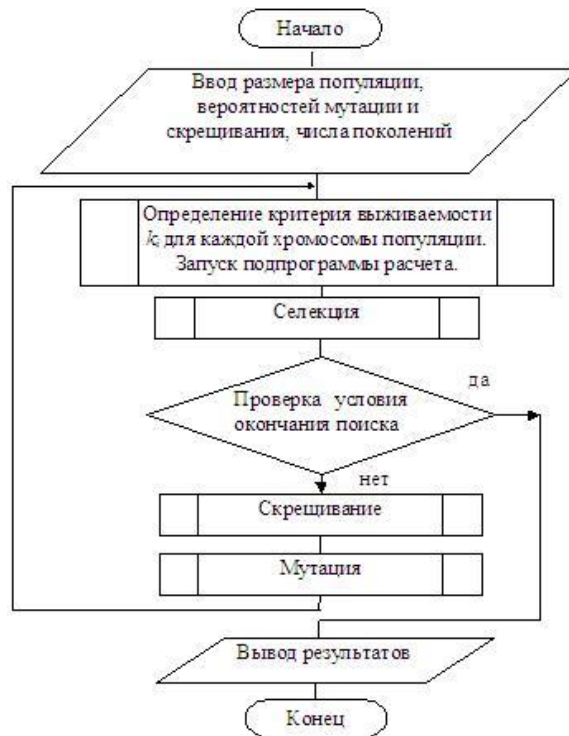 Начало
Ввод размера популяции,
вероятностей мутации и
скрещивания, числа поколений
Определение критерия выживаемости
kᵢ для каждой хромосомы популяции.
Запуск подпрограммы расчета.
Селекция
да
Проверка условия
окончания поиска
нет
Скрещивание
Мутация
Вывод результатов
Конец